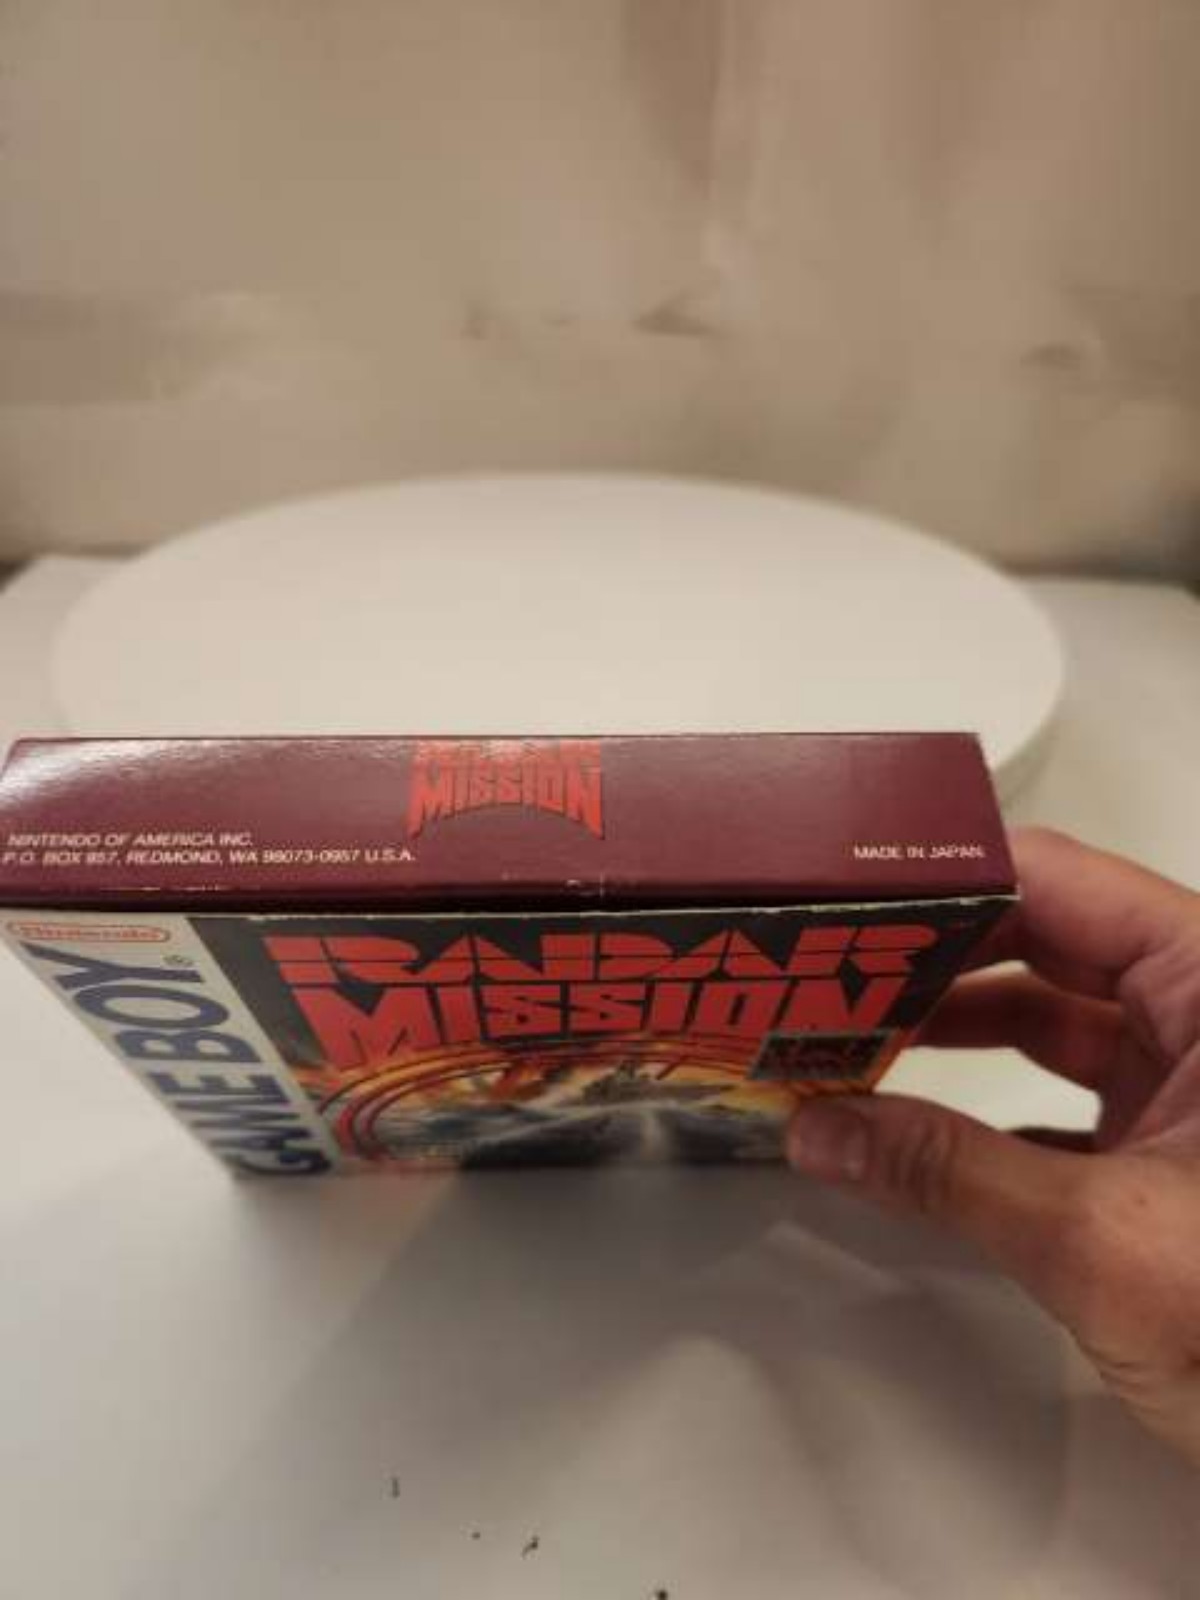 RADAR
MISSION
NINTENDO OF AMERICA INC.
P.O. BOX 957, REDMOND, WA 98073-0957 U.S.A.
MADE IN JAPAN
Nintendo
GAME BOY®
RADAR
MISSION